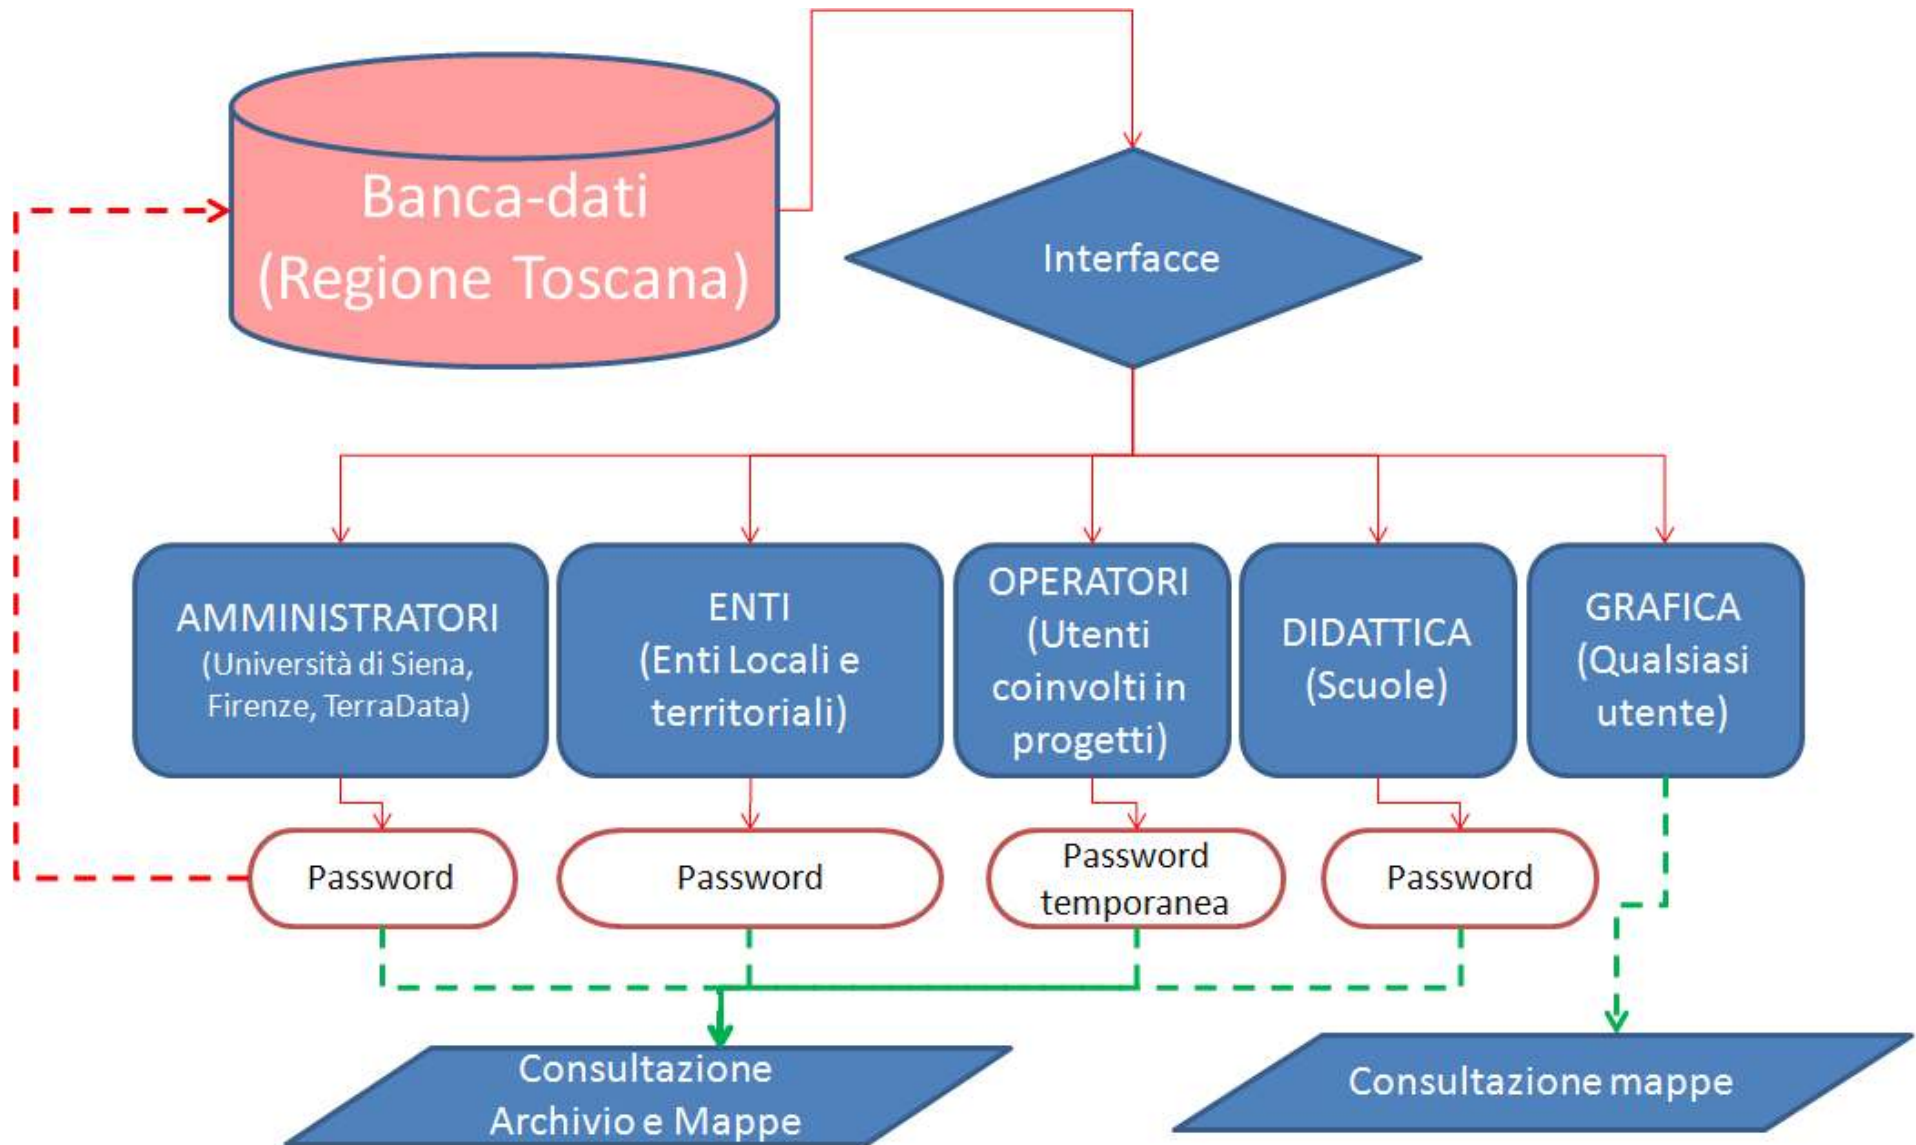 Banca-dati
(Regione Toscana)
Interfacce
AMMINISTRATORI
(Università di Siena,
Firenze, TerraData)
ENTI
(Enti Locali e
territoriali)
OPERATORI
(Utenti
coinvolti in
progetti)
DIDATTICA
(Scuole)
GRAFICA
(Qualsiasi
utente)
Password
Password
Password
temporanea
Password
Consultazione
Archivio e Mappe
Consultazione mappe